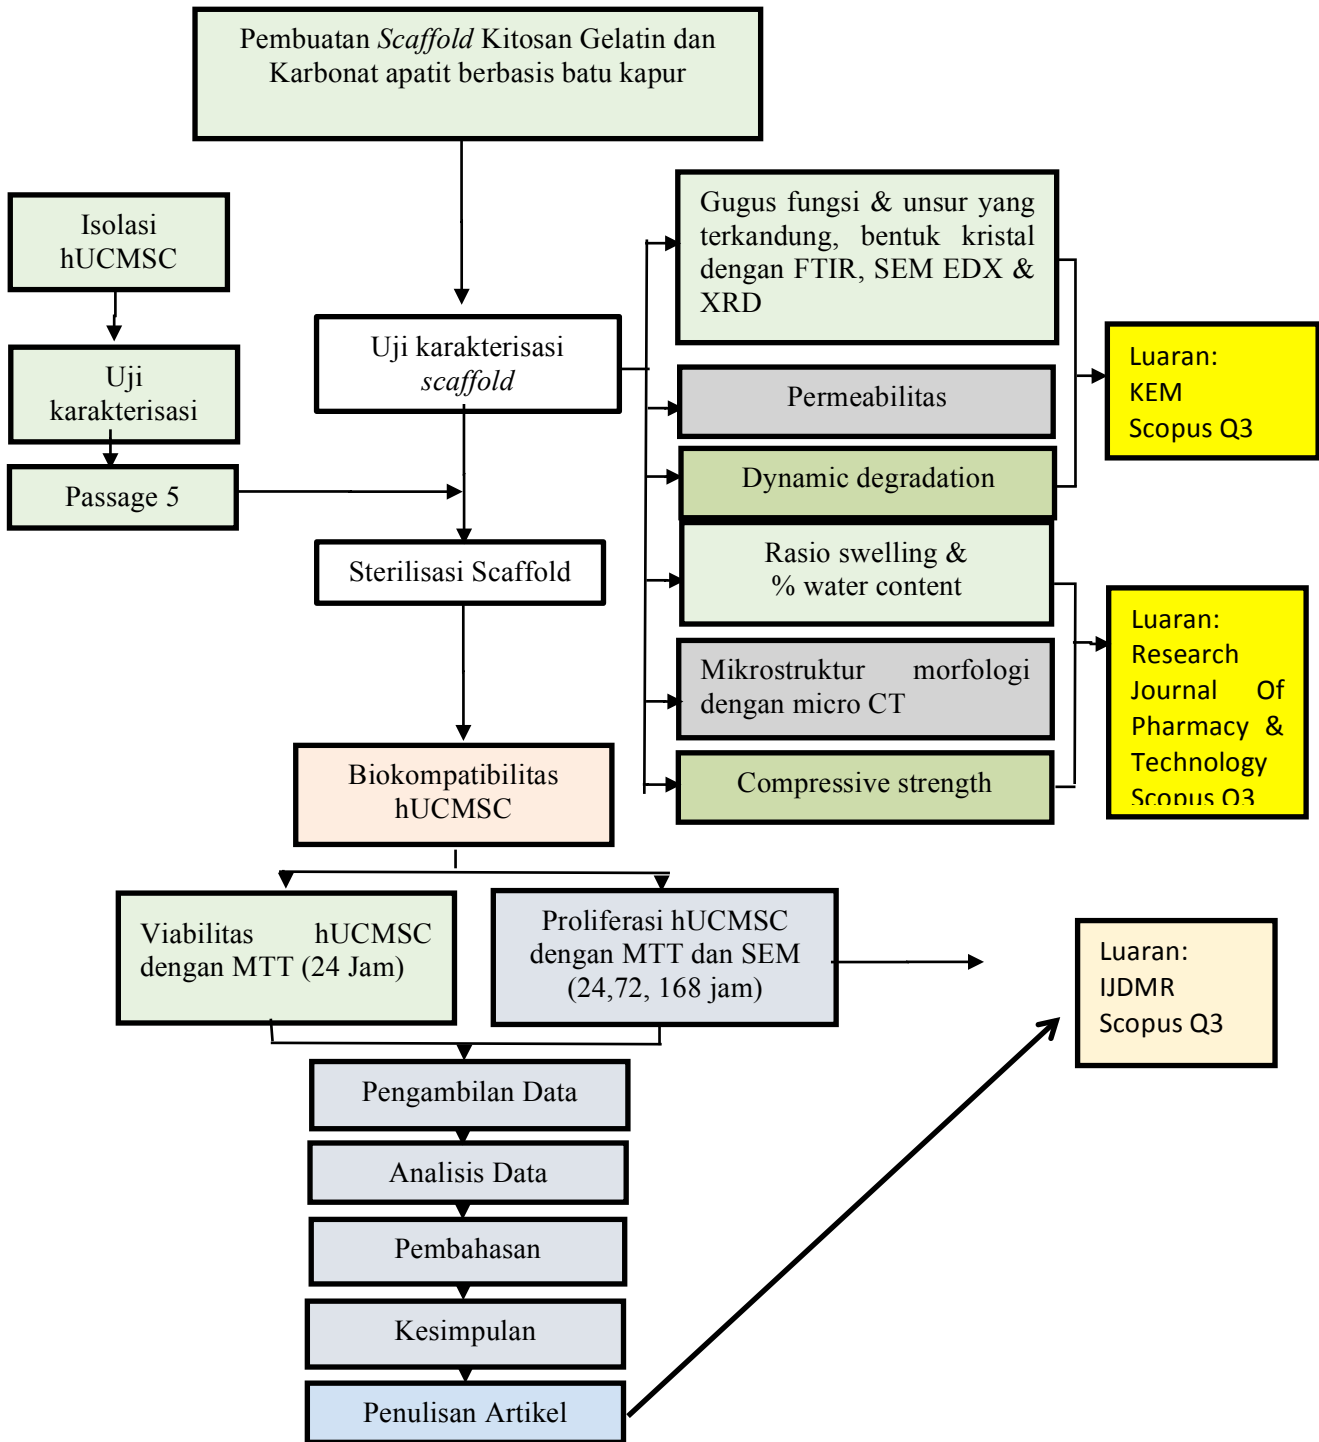 Pembuatan Scaffold Kitosan Gelatin dan
Karbonat apatit berbasis batu kapur
Isolasi
hUCMSC
Uji
karakterisasi
Passage 5
Uji karakterisasi
scaffold
Sterilisasi Scaffold
Gugus fungsi & unsur yang
terkandung, bentuk kristal
dengan FTIR, SEM EDX &
XRD
Permeabilitas
Dynamic degradation
Rasio swelling &
% water content
Mikrostruktur morfologi
dengan micro CT
Compressive strength
Luaran:
KEM
Scopus Q3
Luaran:
Research
Journal Of
Pharmacy &
Technology
Scopus Q3
Biokompatibilitas
hUCMSC
Viabilitas hUCMSC
dengan MTT (24 Jam)
Proliferasi hUCMSC
dengan MTT dan SEM
(24,72, 168 jam)
Luaran:
IJDMR
Scopus Q3
Pengambilan Data
Analisis Data
Pembahasan
Kesimpulan
Penulisan Artikel